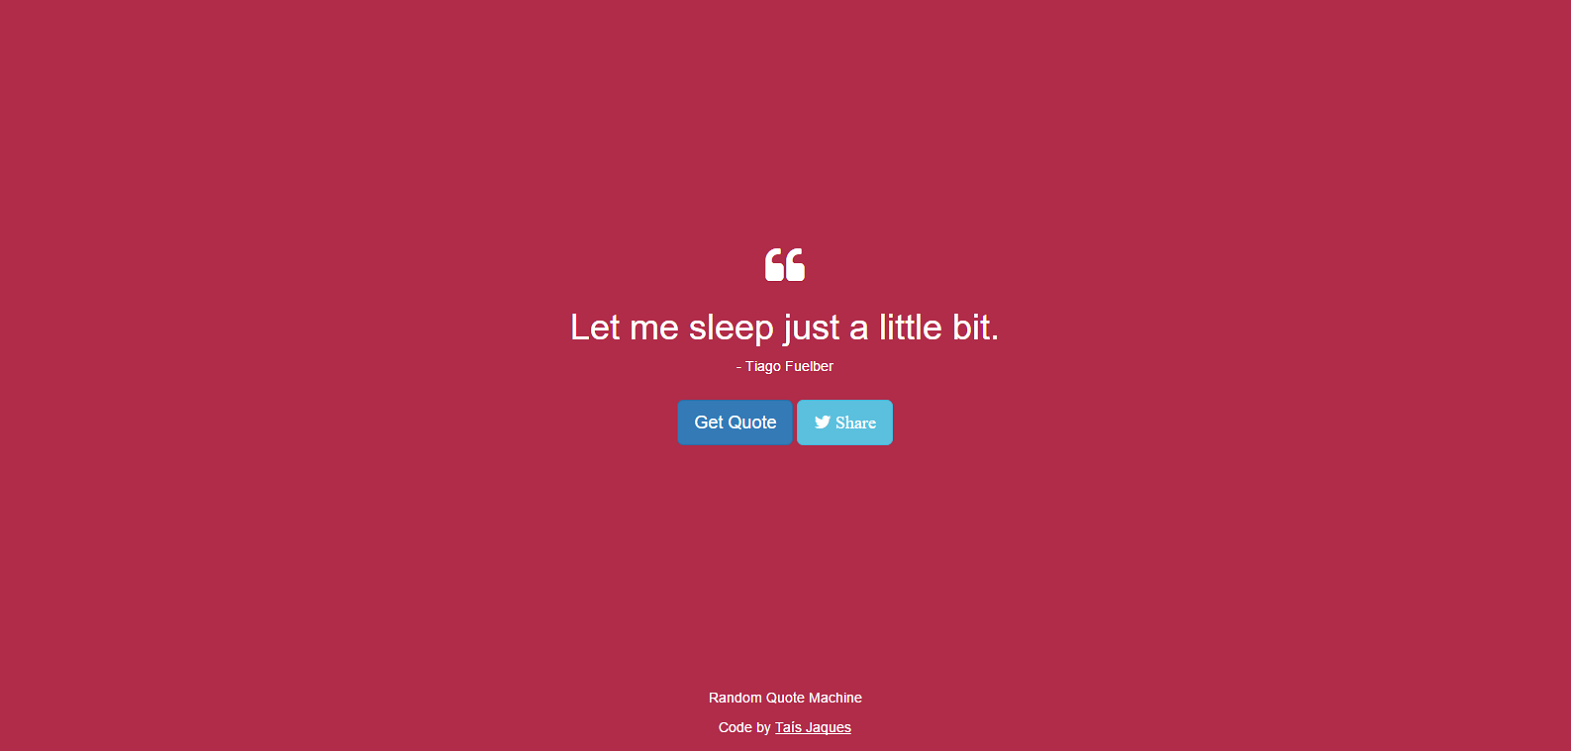 Let me sleep just a little bit.
- Tiago Fuelber
Get Quote Share
Random Quote Machine
Code by Taís Jaques